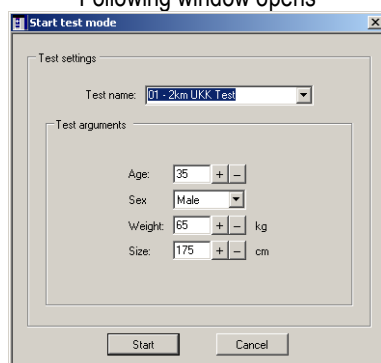 Following window opens
Start test mode
Test settings
Test name: 01 - 2km UKK Test
Test arguments
Age: 35 + -
Sex Male
Weight: 65 + - kg
Size: 175 + - cm
Start Cancel